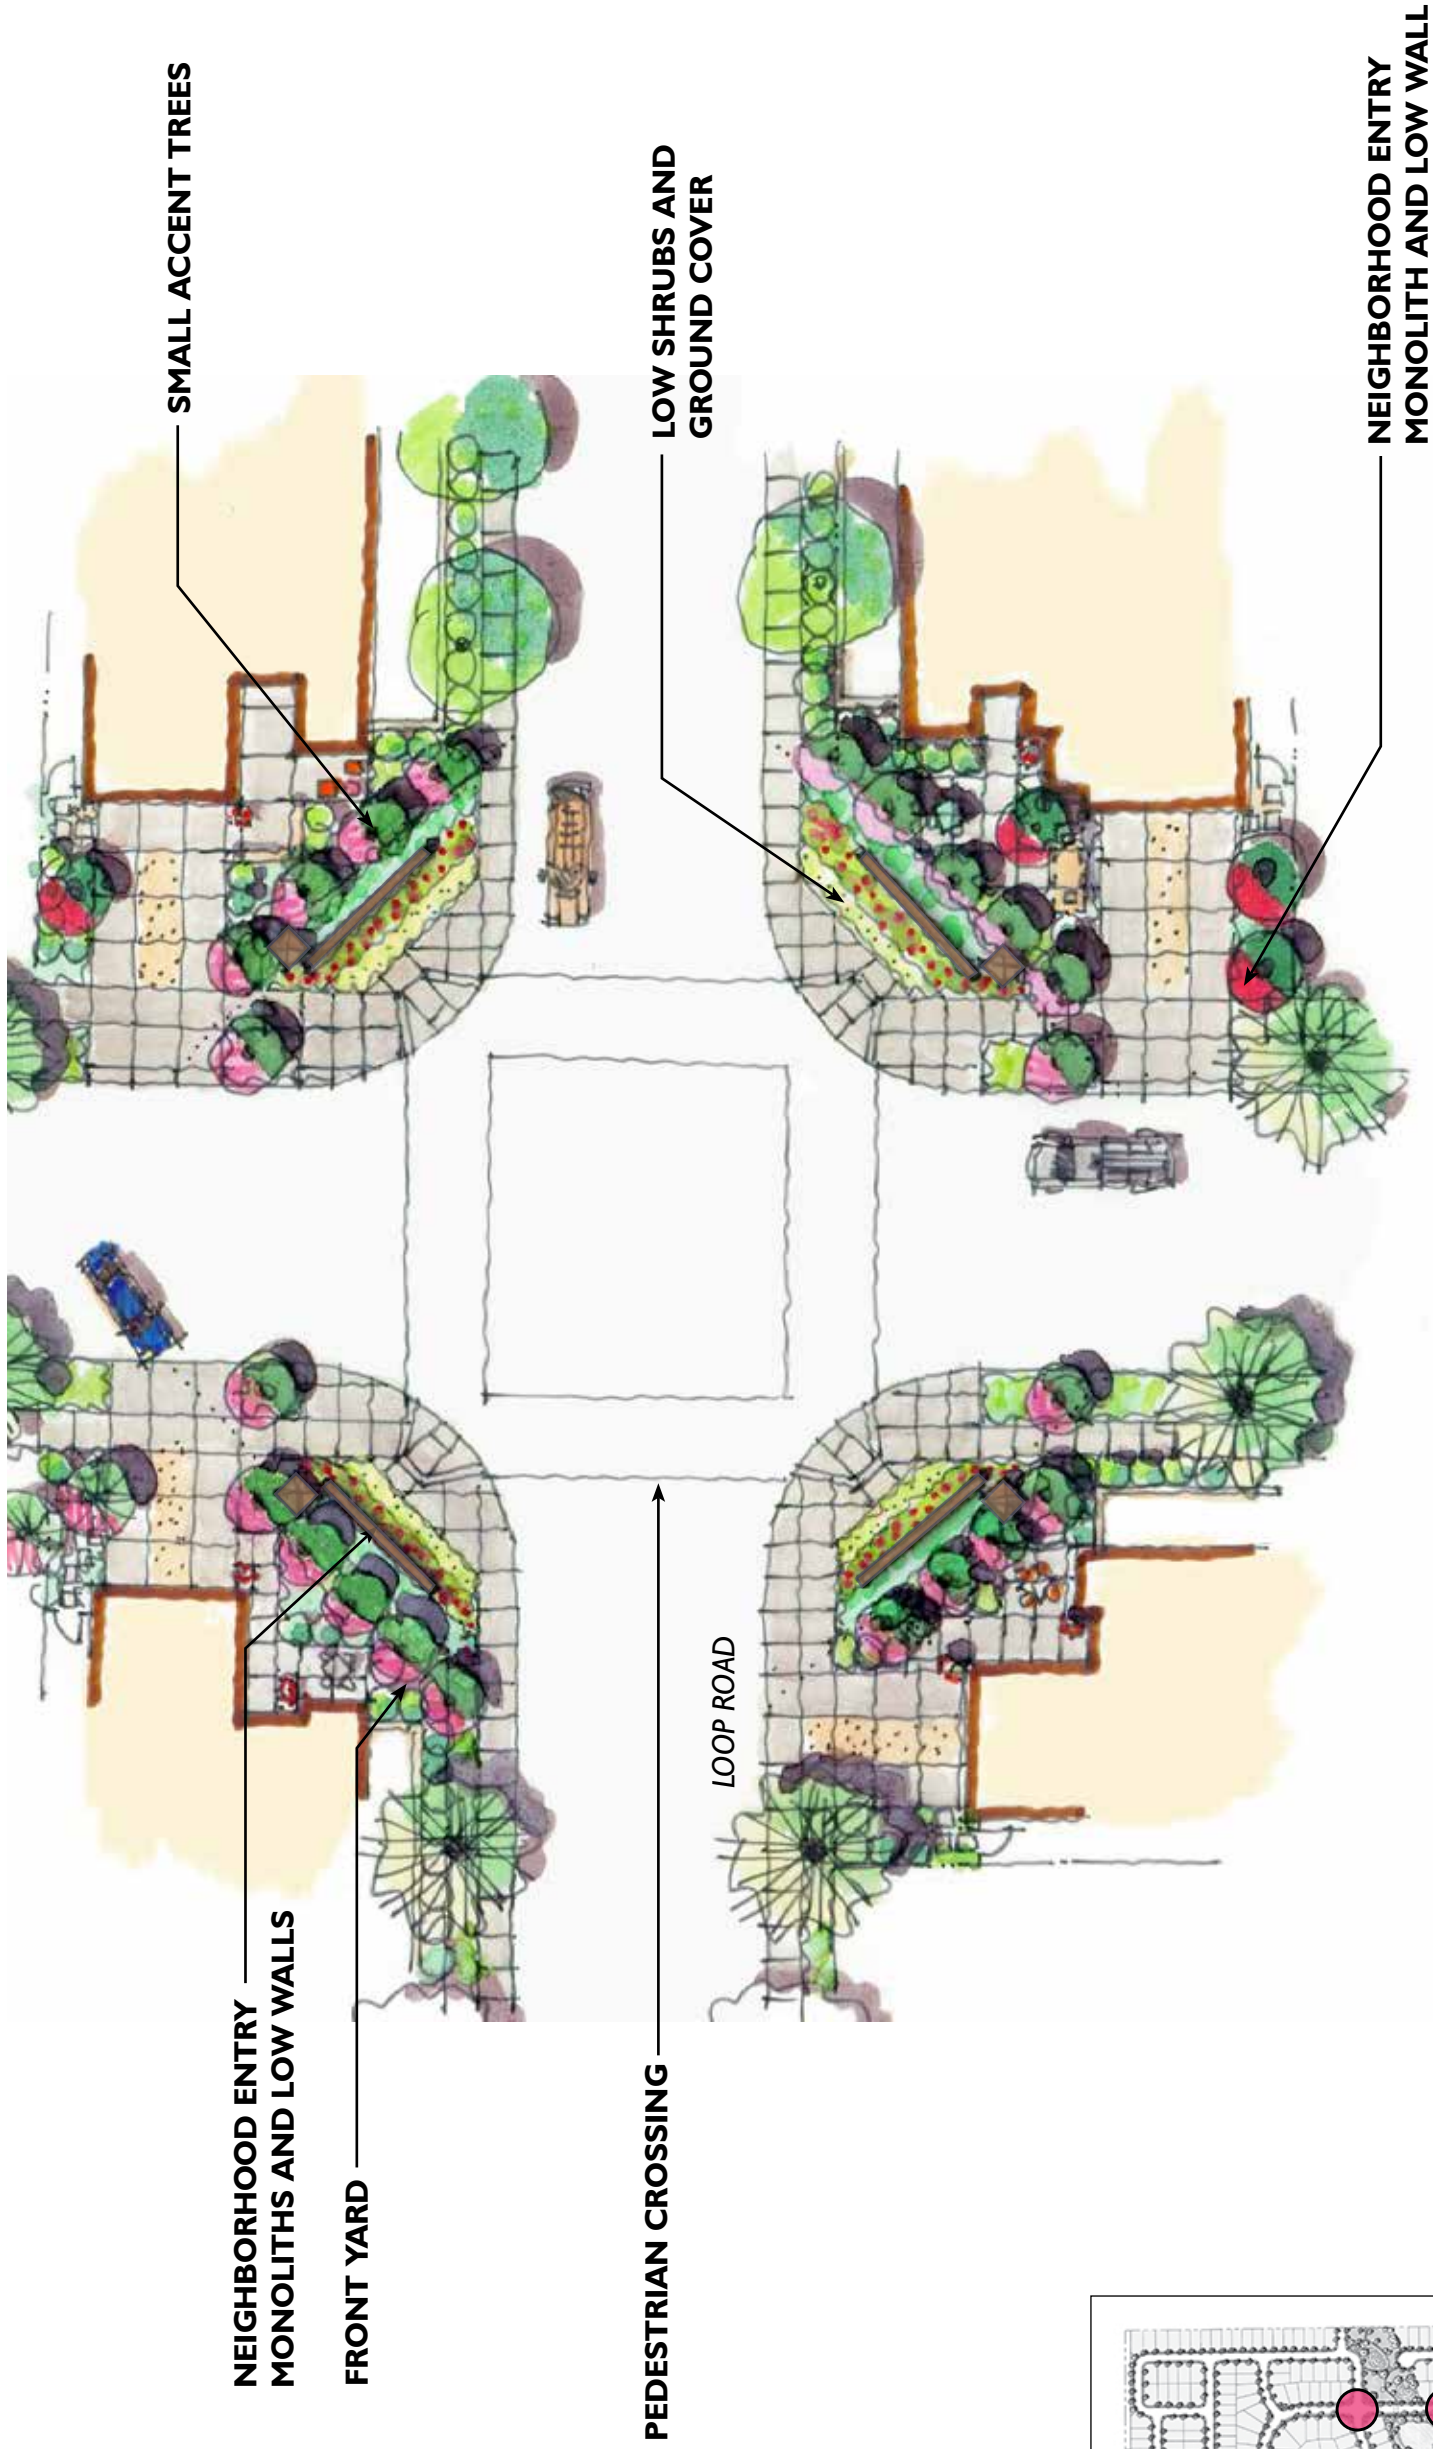 SMALL ACCENT TREES
LOW SHRUBS AND
GROUND COVER
NEIGHBORHOOD ENTRY
MONOLITH AND LOW WALL
NEIGHBORHOOD ENTRY
MONOLITHS AND LOW WALLS
FRONT YARD
PEDESTRIAN CROSSING
LOOP ROAD